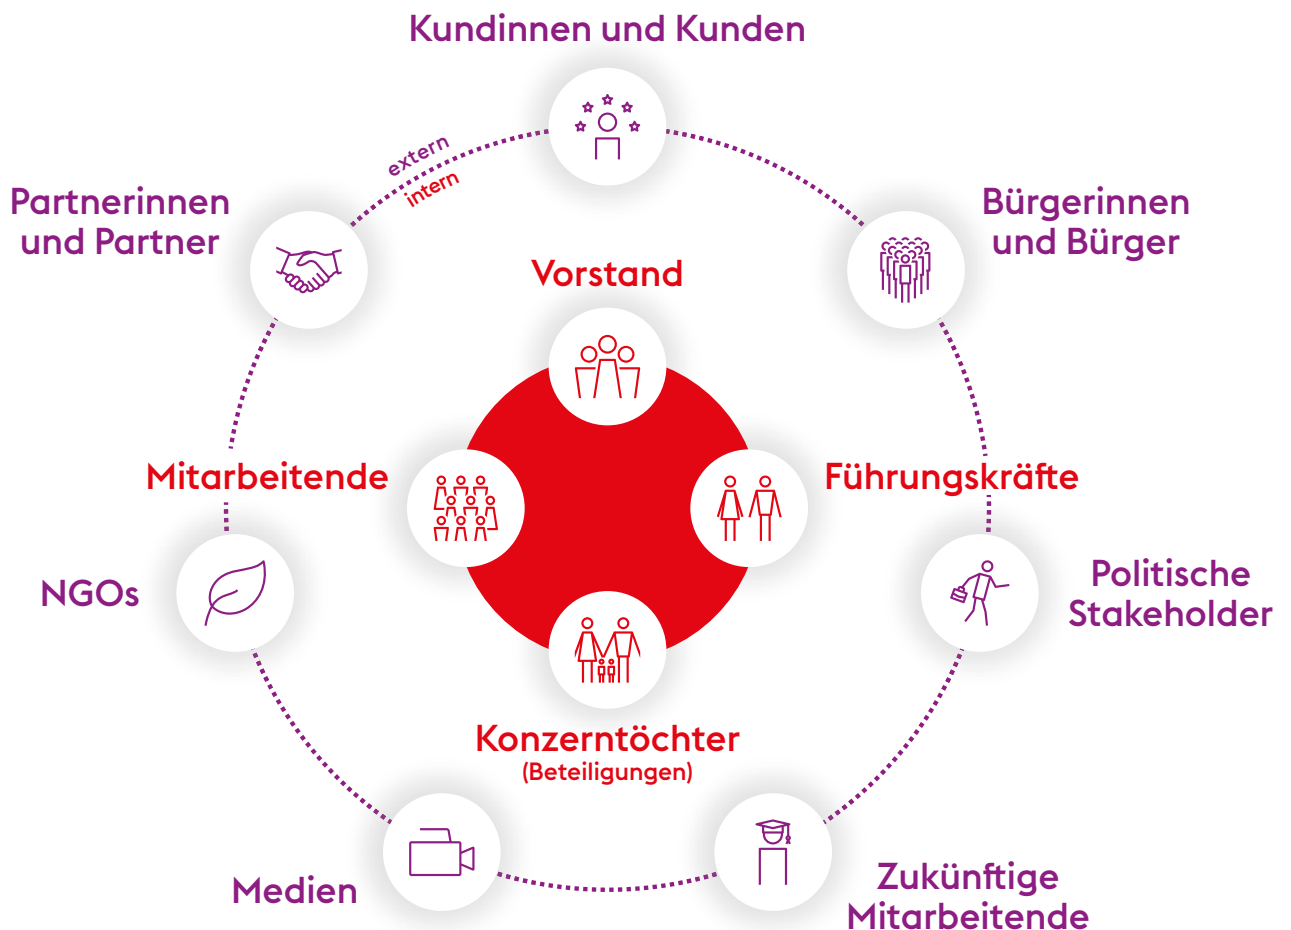 Kundinnen und Kunden
extern
intern
Partnerinnen
und Partner
Bürgerinnen
und Bürger
Vorstand
Mitarbeitende
Führungskräfte
NGOs
Politische
Stakeholder
Konzerntöchter
(Beteiligungen)
Medien
Zukünftige
Mitarbeitende